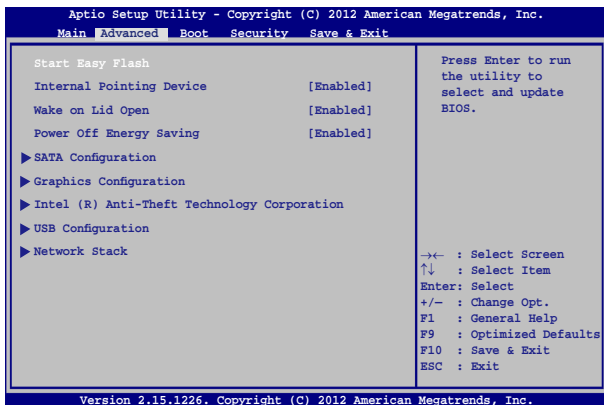 Aptio Setup Utility - Copyright (C) 2012 American Megatrends, Inc.
Main Advanced Boot Security Save & Exit
Start Easy Flash
Internal Pointing Device [Enabled]
Wake on Lid Open [Enabled]
Power Off Energy Saving [Enabled]
SATA Configuration
Graphics Configuration
Intel (R) Anti-Theft Technology Corporation
USB Configuration
Network Stack
Press Enter to run
the utility to
select and update
BIOS.
→← : Select Screen
↑↓ : Select Item
Enter: Select
+/— : Change Opt.
F1 : General Help
F9 : Optimized Defaults
F10 : Save & Exit
ESC : Exit
Version 2.15.1226. Copyright (C) 2012 American Megatrends, Inc.